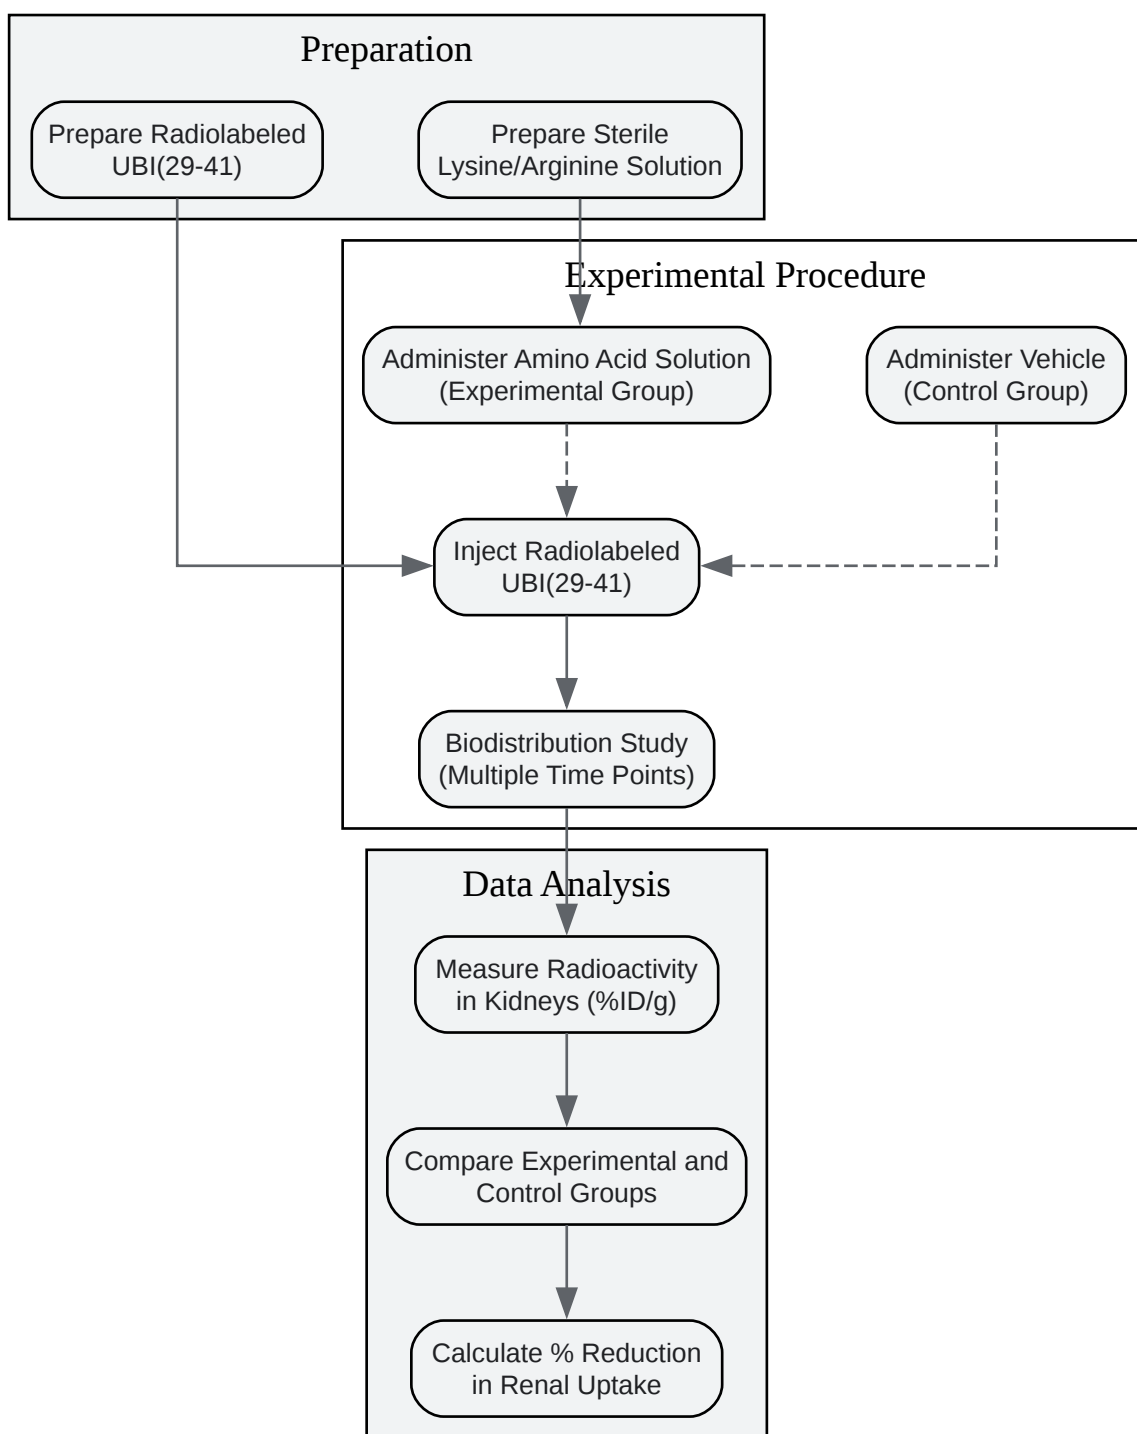 Preparation
Prepare Radiolabeled
UBI(29-41)
Prepare Sterile
Lysine/Arginine Solution
Experimental Procedure
Administer Amino Acid Solution
(Experimental Group)
Administer Vehicle
(Control Group)
Inject Radiolabeled
UBI(29-41)
Biodistribution Study
(Multiple Time Points)
Data Analysis
Measure Radioactivity
in Kidneys (%ID/g)
Compare Experimental and
Control Groups
Calculate % Reduction
in Renal Uptake